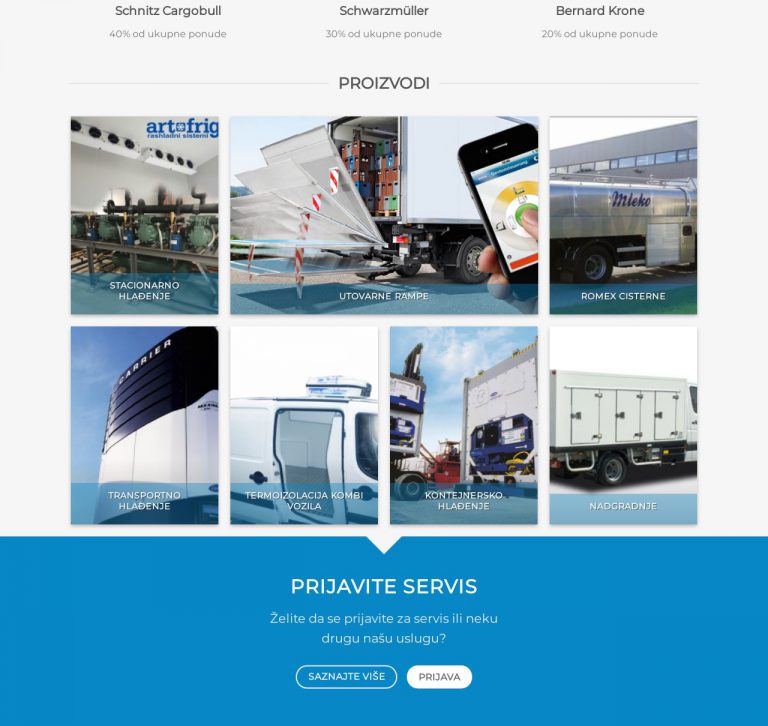 Schnitz Cargobull
Schwarzmüller
Bernard Krone
40% od ukupne ponude
30% od ukupne ponude
20% od ukupne ponude
PROIZVODI
artofrig
rashladni sistemi
Mleko
STACIONARNO
HLAĐENJE
UTOVARNE RAMPE
ROMEX CISTERNE
CARRIER
TRANSPORTNO
HLAĐENJE
TERMOIZOLACIJA KOMBI
VOZILA
KONTEJNERSKO
HLAĐENJE
NADGRADNJE
PRIJAVITE SERVIS
Želite da se prijavite za servis ili neku
drugu našu uslugu?
SAZNAJTE VIŠE
PRIJAVA